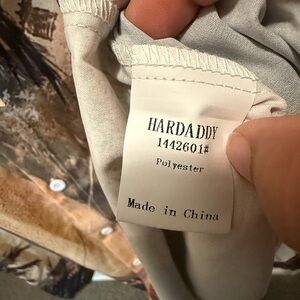 HARDADDY
1442601#
Polyester
Made in China